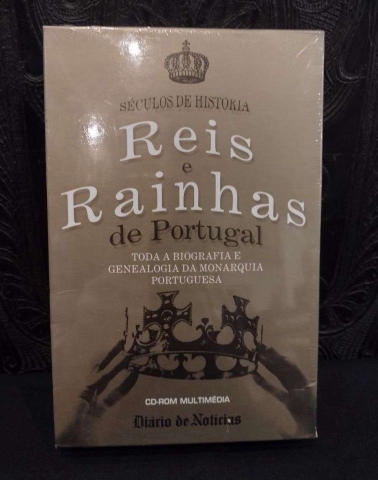 SÉCULOS DE HISTÓRIA
Reis
e
Rainhas
de Portugal
TODA A BIOGRAFIA E
GENEALOGIA DA MONARQUIA
PORTUGUESA
CD-ROM MULTIMÉDIA
Diário de Notícias